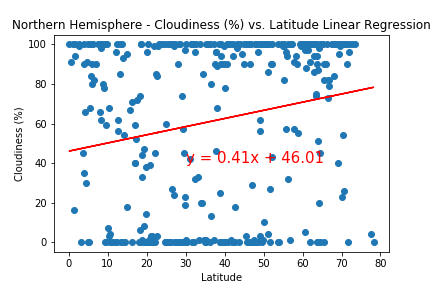 Northern Hemisphere - Cloudiness (%) vs. Latitude Linear Regression
100
80
60
40
20
0
Cloudiness (%)
y = 0.41x + 46.01
0 10 20 30 40 50 60 70 80
Latitude